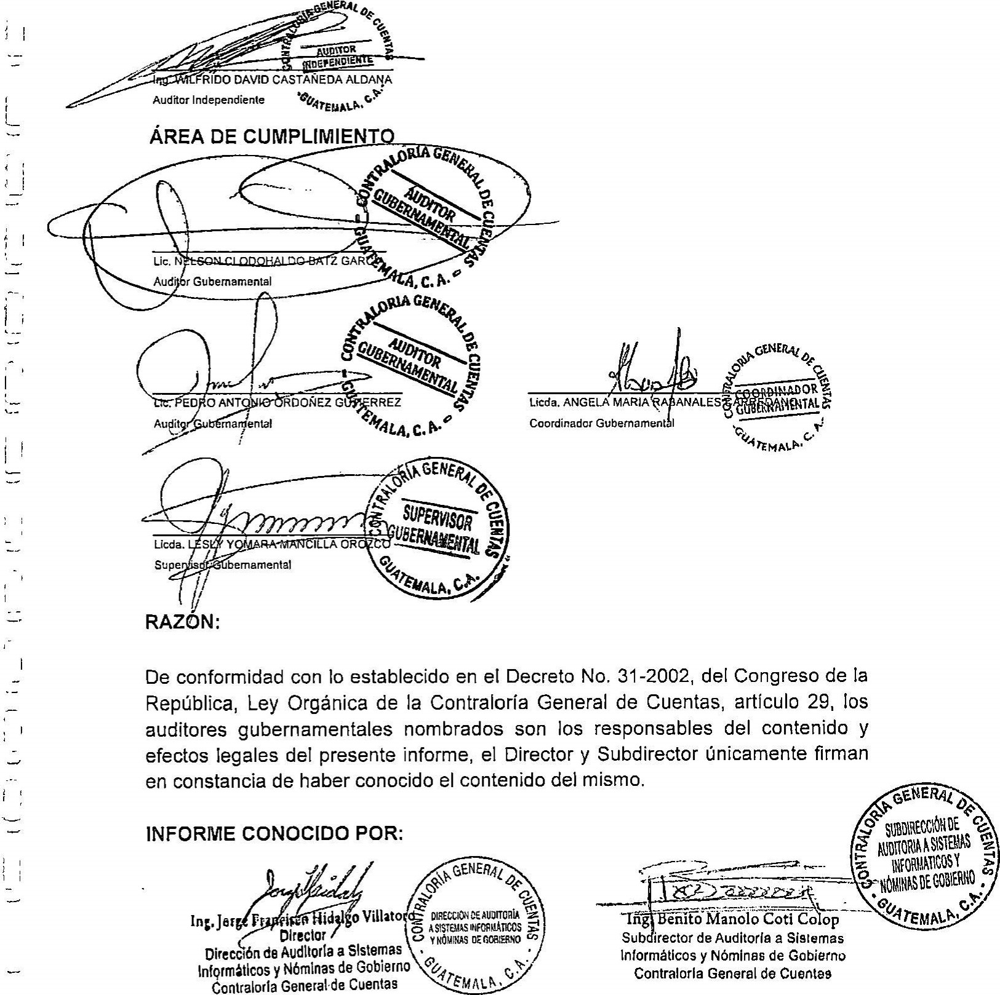 CONTRALORÍA GENERAL DE CUENTAS
AUDITOR
INDEPENDIENTE
GUATEMALA, C.A.
Ing. WILFRIDO DAVID CASTAÑEDA ALDANA
Auditor Independiente
ÁREA DE CUMPLIMIENTO
CONTRALORÍA GENERAL DE CUENTAS
AUDITOR
GUBERNAMENTAL
GUATEMALA, C. A.
Lic. NELSON CLODOHALDO BATZ GARCIA
Auditor Gubernamental
CONTRALORIA GENERAL DE CUENTAS
AUDITOR
GUBERNAMENTAL
GUATEMALA, C. A.
Lic. PEDRO ANTONIO ORDOÑEZ GUTIERREZ
Auditor Gubernamental
CONTRALORIA GENERAL DE CUENTAS
COORDINADOR
GUBERNAMENTAL
GUATEMALA, C. A.
Licda. ANGELA MARIA RABANALES ARREDANO
Coordinador Gubernamental
CONTRALORÍA GENERAL DE CUENTAS
SUPERVISOR
GUBERNAMENTAL
GUATEMALA, C.A.
Licda. LESLY YOMARA MANCILLA OROZCO
Supervisor Gubernamental
RAZÓN:
De conformidad con lo establecido en el Decreto No. 31-2002, del Congreso de la
República, Ley Orgánica de la Contraloría General de Cuentas, artículo 29, los
auditores gubernamentales nombrados son los responsables del contenido y
efectos legales del presente informe, el Director y Subdirector únicamente firman
en constancia de haber conocido el contenido del mismo.
INFORME CONOCIDO POR:
Ing. Jorge Francisco Hidalgo Villatoro
Director
Dirección de Auditoría a Sistemas
Informáticos y Nóminas de Gobierno
Contraloría General de Cuentas
CONTRALORÍA GENERAL DE CUENTAS
DIRECCIÓN DE AUDITORÍA
A SISTEMAS INFORMÁTICOS
Y NÓMINAS DE GOBIERNO
GUATEMALA, C.A.
Ing. Benito Manolo Coti Colop
Subdirector de Auditoría a Sistemas
Informáticos y Nóminas de Gobierno
Contraloría General de Cuentas
CONTRALORÍA GENERAL DE CUENTAS
SUBDIRECCIÓN DE
AUDITORIA A SISTEMAS
INFORMATICOS Y
NÓMINAS DE GOBIERNO
GUATEMALA, C.A.